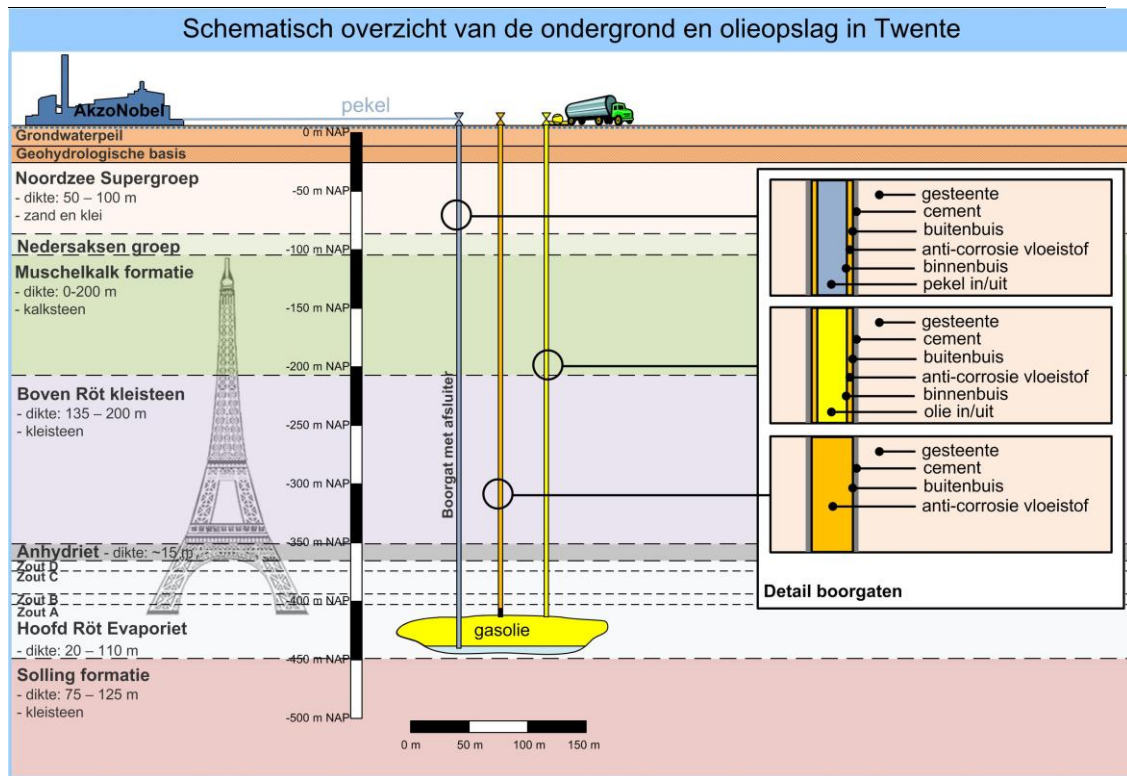 Schematisch overzicht van de ondergrond en olieopslag in Twente
AkzoNobel
pekel
Grondwaterpeil
Geohydrologische basis
Noordzee Supergroep
- dikte: 50 – 100 m
- zand en klei
Nedersaksen groep
Muschelkalk formatie
- dikte: 0-200 m
- kalksteen
Boven Röt kleisteen
- dikte: 135 – 200 m
- kleisteen
Anhydriet - dikte: ~15 m,
Zout D
Zout C
Zout B
Zout A
Hoofd Röt Evaporiet
- dikte: 20 – 110 m
Solling formatie
- dikte: 75 – 125 m
- kleisteen
0 m NAP
-50 m NAP
-100 m NAP
-150 m NAP
-200 m NAP
-250 m NAP
-300 m NAP
-350 m NAP
-400 m NAP
-450 m NAP
-500 m NAP
Boorgat met afsluiter
gasolie
0 m 50 m 100 m 150 m
gesteente
cement
buitenbuis
anti-corrosie vloeistof
binnenbuis
pekel in/uit
gesteente
cement
buitenbuis
anti-corrosie vloeistof
binnenbuis
olie in/uit
gesteente
cement
buitenbuis
anti-corrosie vloeistof
Detail boorgaten